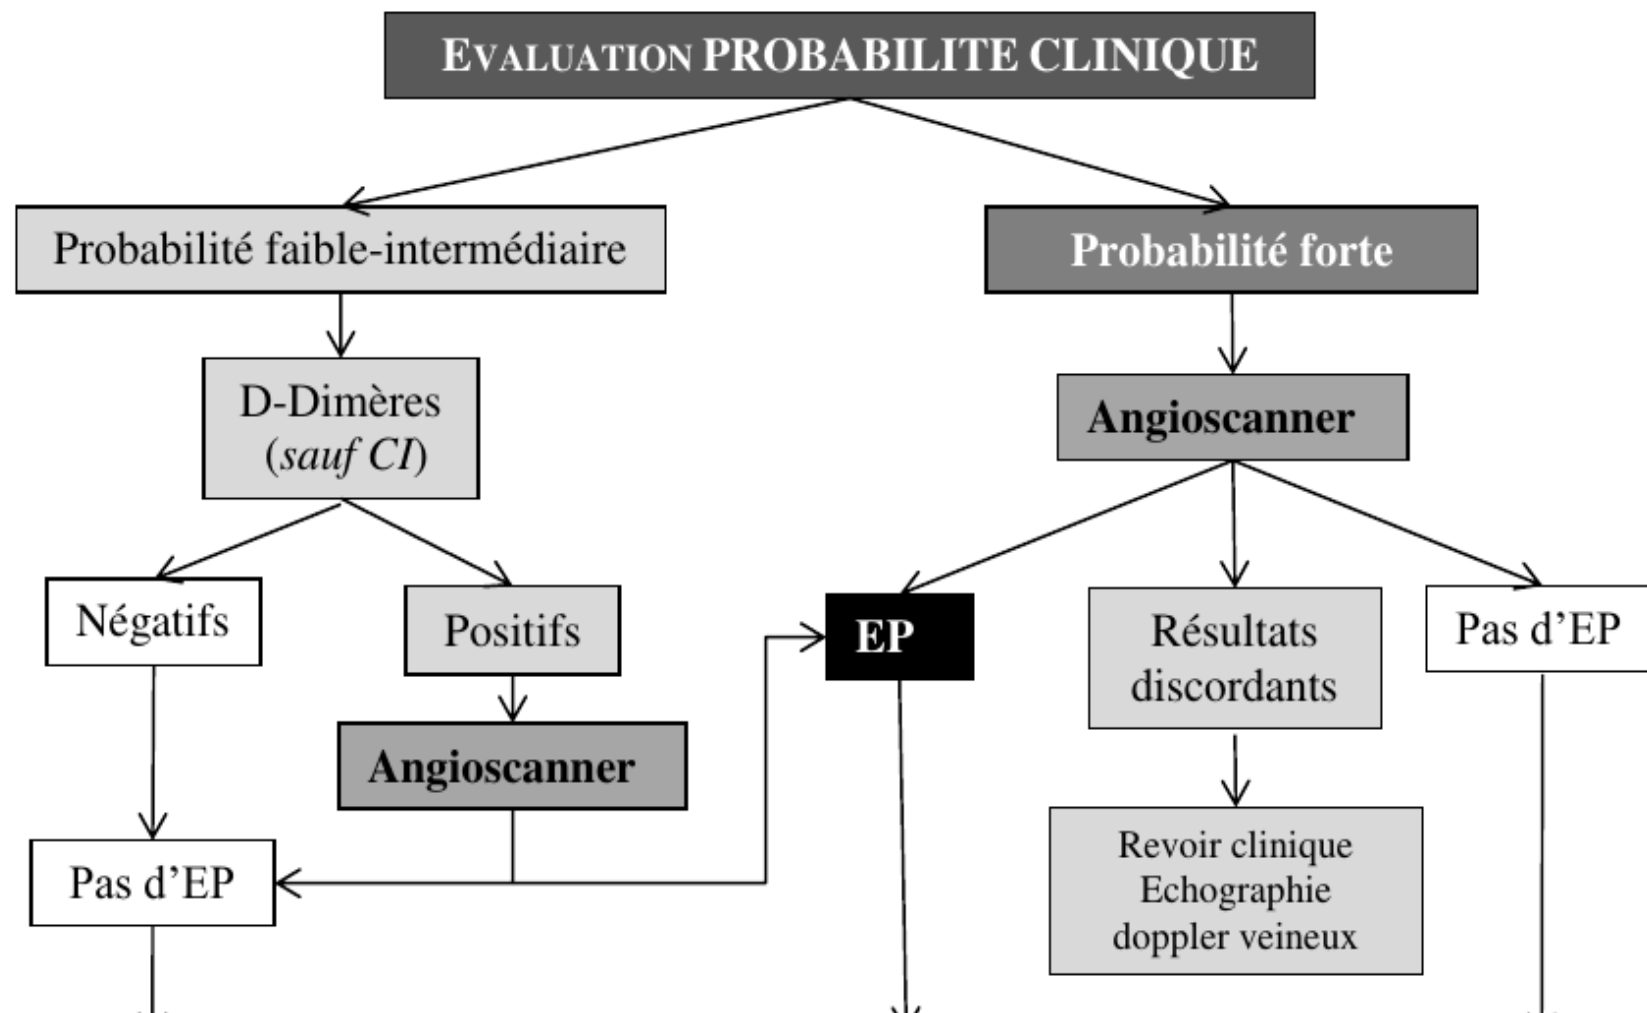 EVALUATION PROBABILITE CLINIQUE
Probabilité faible-intermédiaire
Probabilité forte
D-Dimères
(sauf CI)
Angioscanner
Négatifs
Positifs
EP
Résultats
discordants
Pas d’EP
Angioscanner
Pas d’EP
Revoir clinique
Echographie
doppler veineux